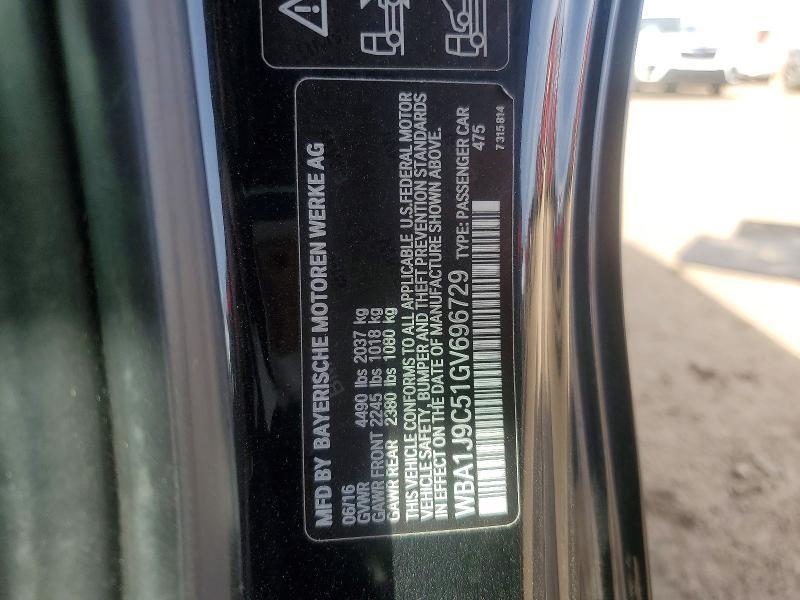 MFD BY BAYERISCHE MOTOREN WERKE AG
06/16
GVWR 4490 lbs 2037 kg
GAWR FRONT 2245 lbs 1018 kg
GAWR REAR 2380 lbs 1080 kg
THIS VEHICLE CONFORMS TO ALL APPLICABLE U.S.FEDERAL MOTOR
VEHICLE SAFETY, BUMPER AND THEFT PREVENTION STANDARDS
IN EFFECT ON THE DATE OF MANUFACTURE SHOWN ABOVE.
WBA1J9C51GV696729 TYPE: PASSENGER CAR
475
7 315 814